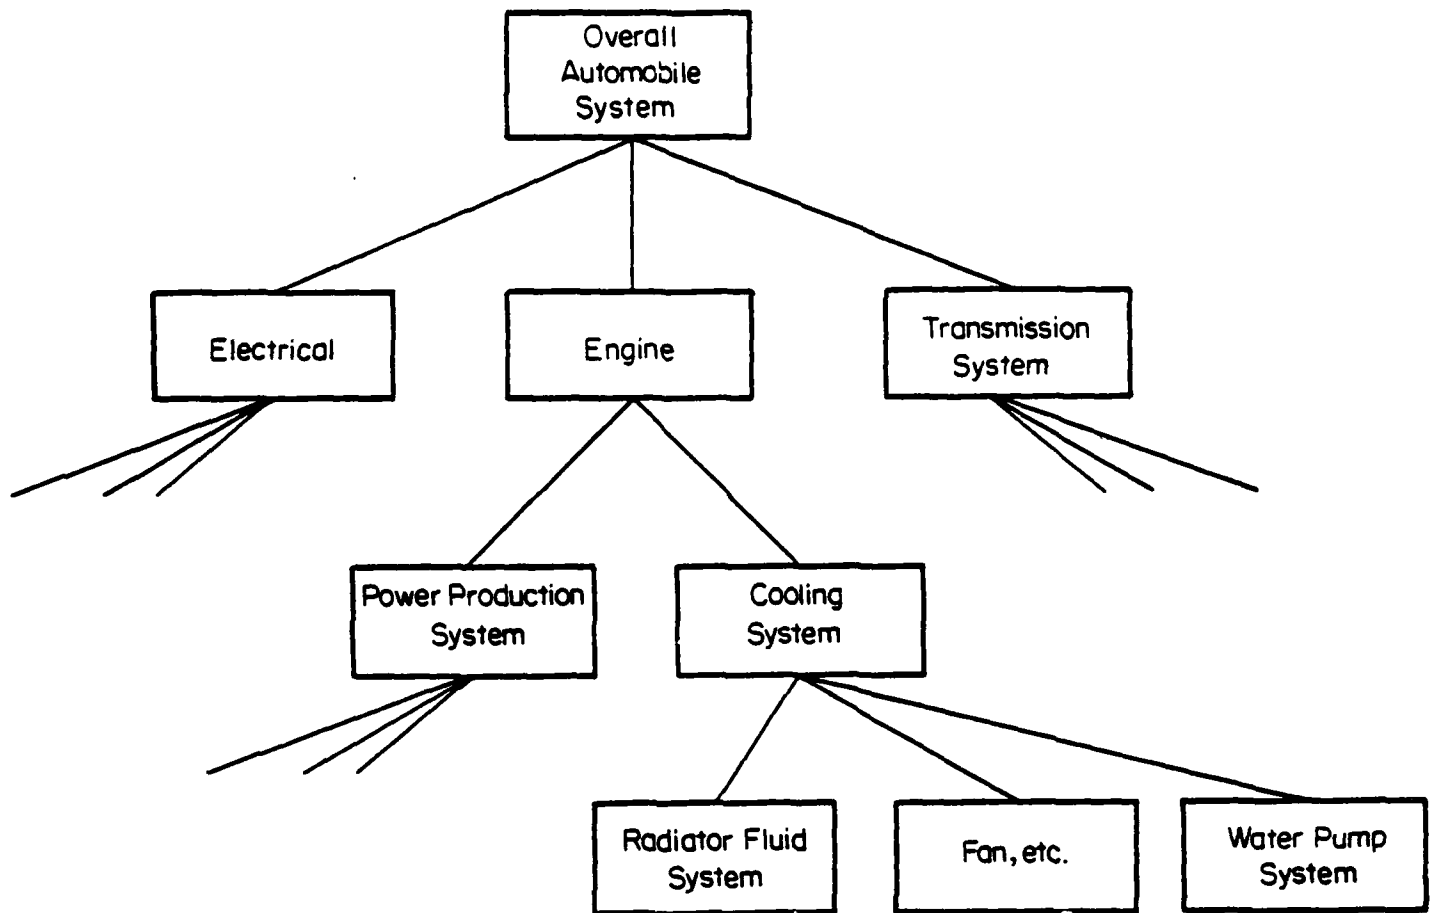 Overall
Automobile
System
Electrical
Engine
Transmission
System
Power Production
System
Cooling
System
Radiator Fluid
System
Fan, etc.
Water Pump
System